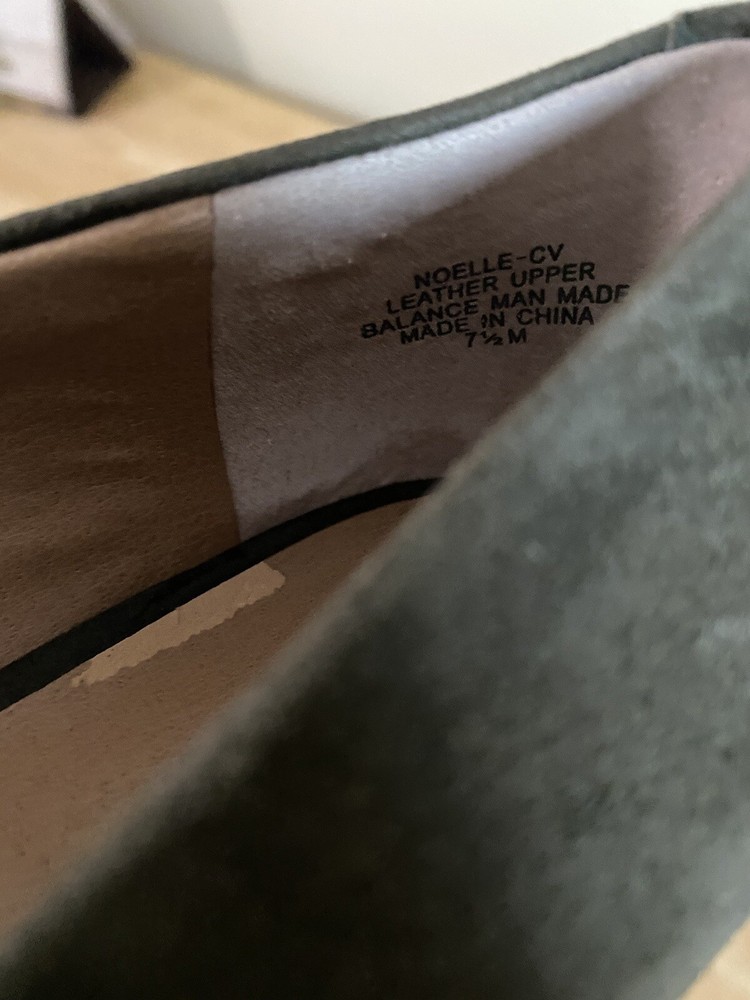 NOELLE-CV
LEATHER UPPER
BALANCE MAN MADE
MADE IN CHINA
7½M